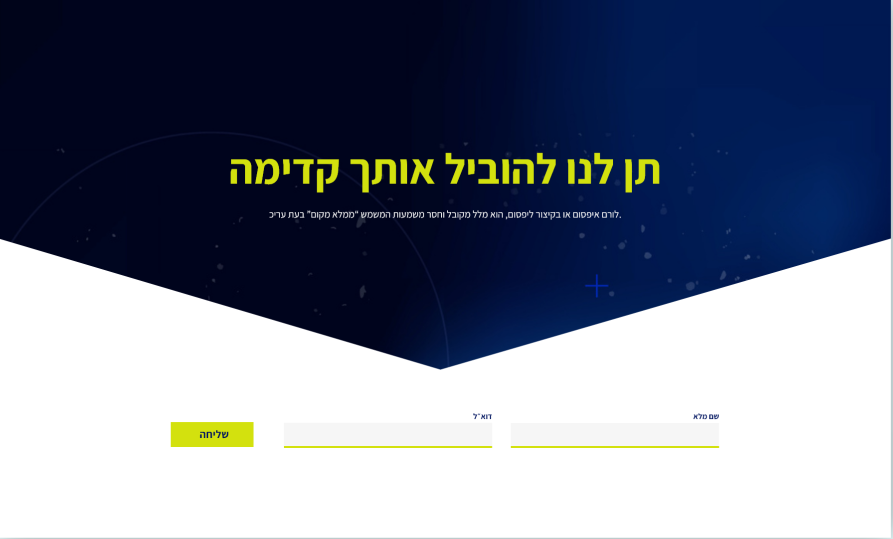 תן לנו להוביל אותך קדימה
לורם איפסום או בקיצור ליפסום, הוא מלל מקובל וחסר משמעות המשמש "ממלא מקום" בעת עריכ.
שם מלא
דוא״ל
שליחה